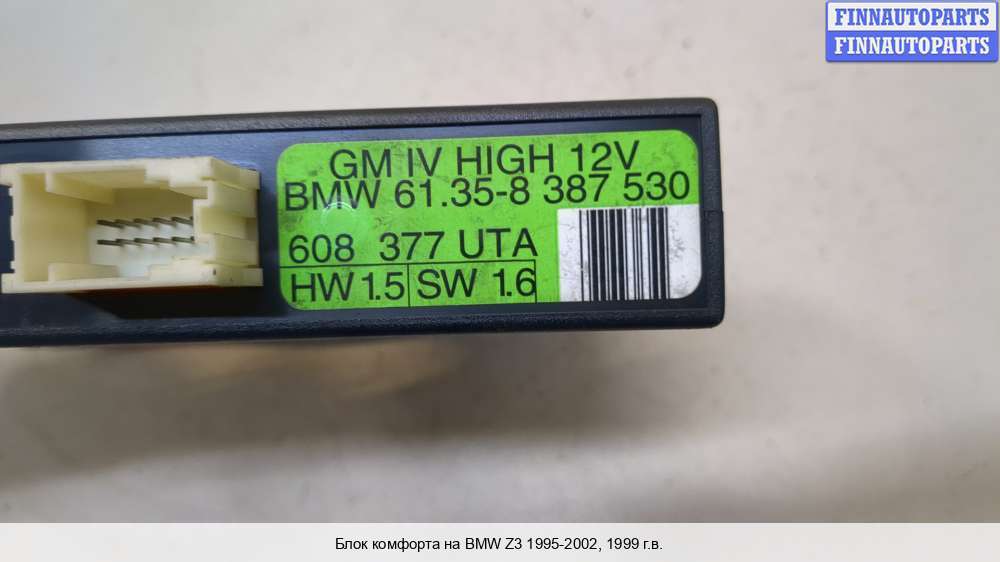 FINNAUTOPARTS
FINNAUTOPARTS
GM IV HIGH 12V
BMW 61.35-8 387 530
608 377 UTA
HW 1.5 SW 1.6
Блок комфорта на BMW Z3 1995-2002, 1999 г.в.